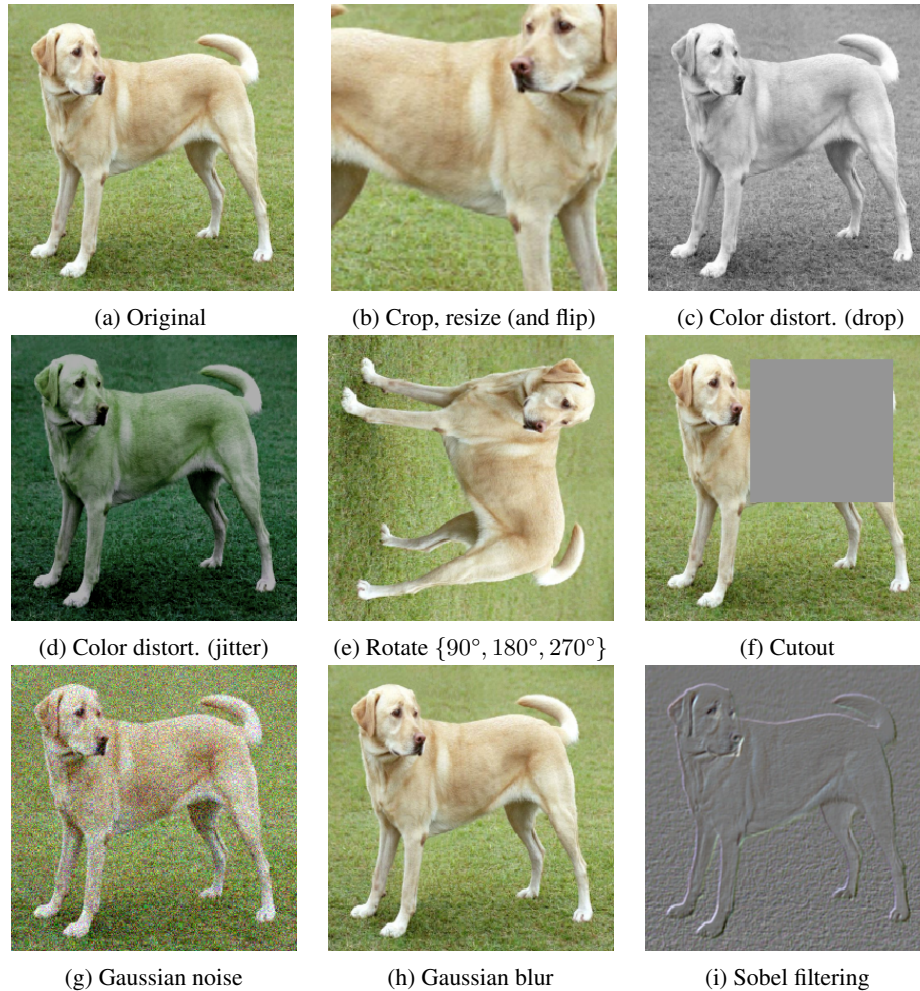 (a) Original
(b) Crop, resize (and flip)
(c) Color distort. (drop)
(d) Color distort. (jitter)
(e) Rotate {90°, 180°, 270°}
(f) Cutout
(g) Gaussian noise
(h) Gaussian blur
(i) Sobel filtering